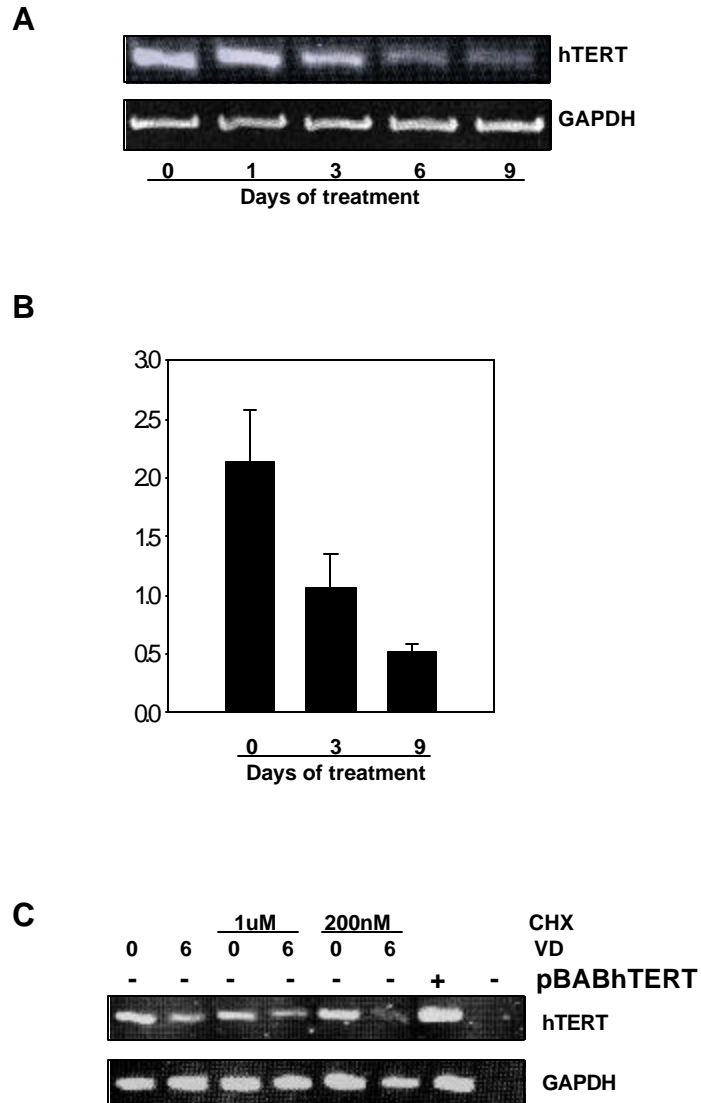 A
hTERT
GAPDH
0 1 3 6 9
Days of treatment
B
3.0
2.5
2.0
1.5
1.0
0.5
0.0
0 3 9
Days of treatment
C
1uM 200nM CHX
0 6 0 6 0 6 VD
- - - - - - + - pBABhTERT
hTERT
GAPDH